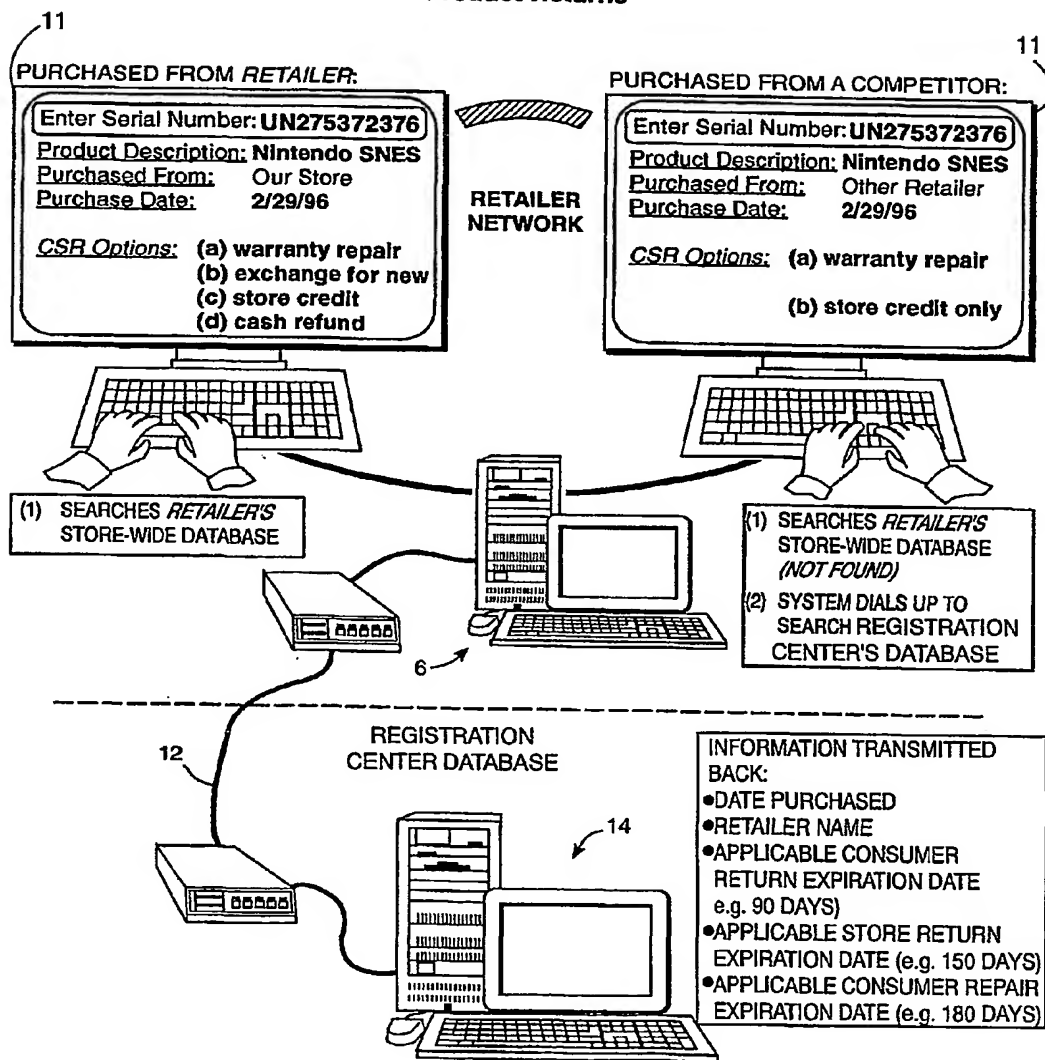 Product Returns
11
11
PURCHASED FROM RETAILER:
Enter Serial Number: UN275372376
Product Description: Nintendo SNES
Purchased From: Our Store
Purchase Date: 2/29/96
CSR Options: (a) warranty repair
(b) exchange for new
(c) store credit
(d) cash refund
RETAILER
NETWORK
PURCHASED FROM A COMPETITOR:
Enter Serial Number: UN275372376
Product Description: Nintendo SNES
Purchased From: Other Retailer
Purchase Date: 2/29/96
CSR Options: (a) warranty repair
(b) store credit only
(1) SEARCHES RETAILER'S
STORE-WIDE DATABASE
(1) SEARCHES RETAILER'S
STORE-WIDE DATABASE
(NOT FOUND)
(2) SYSTEM DIALS UP TO
SEARCH REGISTRATION
CENTER'S DATABASE
6
12
REGISTRATION
CENTER DATABASE
14
INFORMATION TRANSMITTED
BACK:
•DATE PURCHASED
•RETAILER NAME
•APPLICABLE CONSUMER
RETURN EXPIRATION DATE
e.g. 90 DAYS)
•APPLICABLE STORE RETURN
EXPIRATION DATE (e.g. 150 DAYS)
•APPLICABLE CONSUMER REPAIR
EXPIRATION DATE (e.g. 180 DAYS)